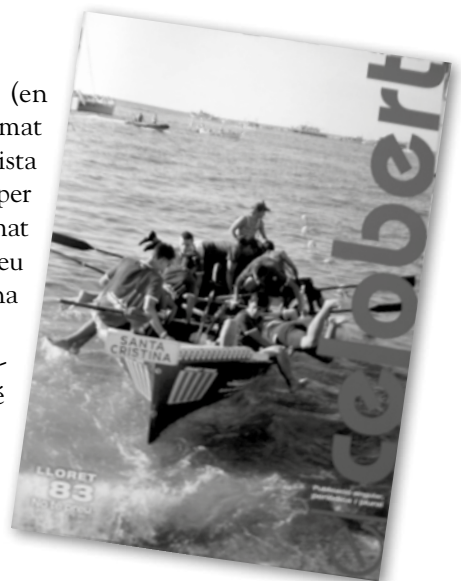 (en
mat
ista
per
nat
eu
na
-
é
celobert
SANTA
CRISTINA
LLORET
83